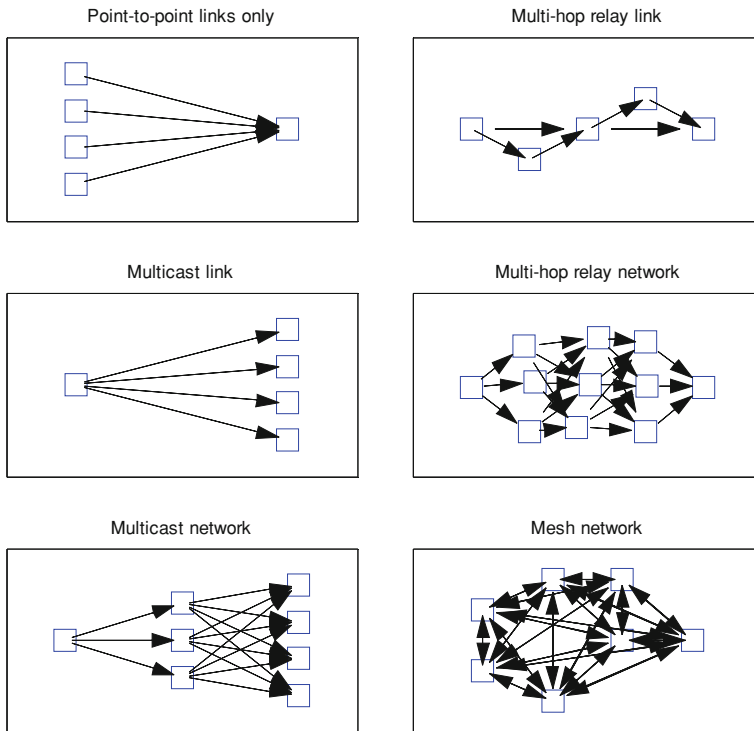 Point-to-point links only
Multi-hop relay link
Multicast link
Multi-hop relay network
Multicast network
Mesh network